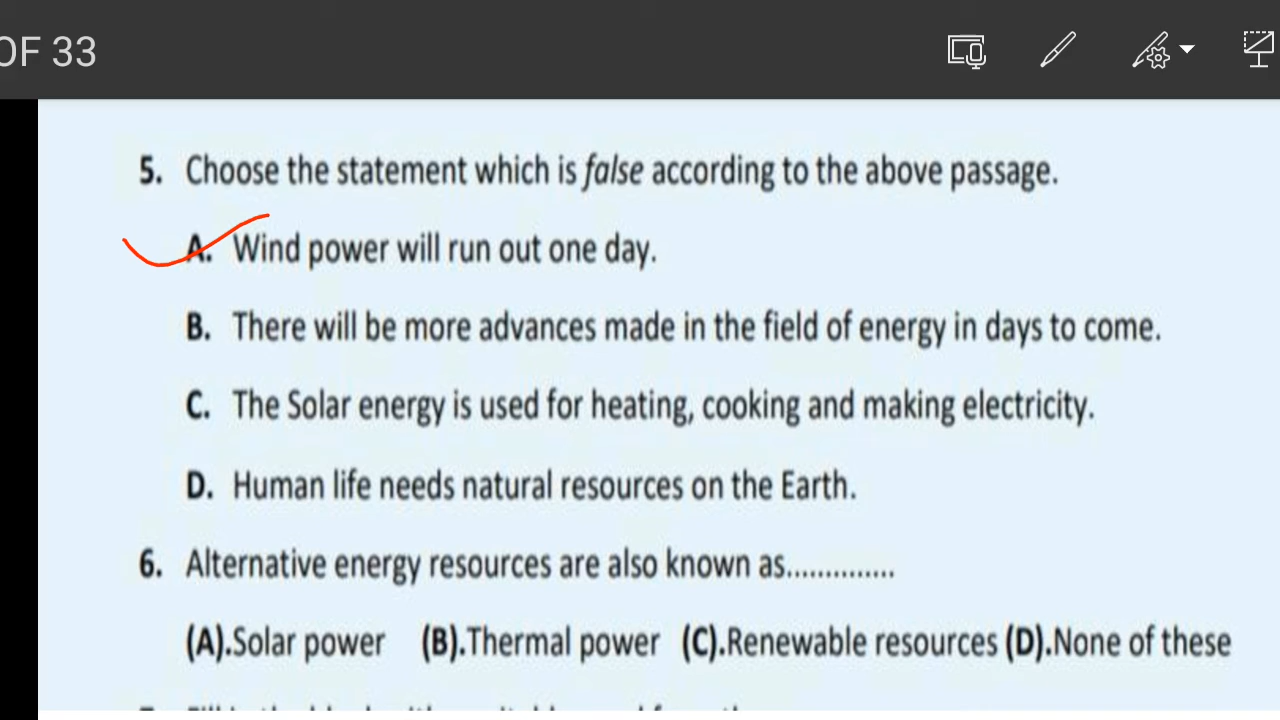 OF 33
5. Choose the statement which is false according to the above passage.
A. Wind power will run out one day.
B. There will be more advances made in the field of energy in days to come.
C. The Solar energy is used for heating, cooking and making electricity.
D. Human life needs natural resources on the Earth.
6. Alternative energy resources are also known as..............
(A).Solar power (B).Thermal power (C).Renewable resources (D).None of these